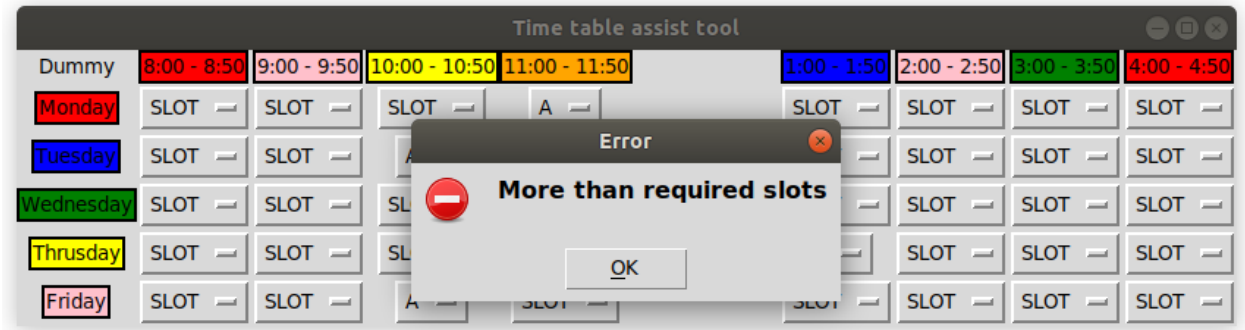 Time table assist tool
Dummy 8:00 - 8:50 9:00 - 9:50 10:00 - 10:50 11:00 - 11:50 1:00 - 1:50 2:00 - 2:50 3:00 - 3:50 4:00 - 4:50
Monday SLOT SLOT SLOT A SLOT SLOT SLOT SLOT
Error
Tuesday SLOT SLOT SLOT SLOT SLOT
More than required slots
Wednesday SLOT SLOT SLOT SLOT SLOT
Thrusday SLOT SLOT SLOT SLOT SLOT
OK
Friday SLOT SLOT A SLOT SLOT SLOT SLOT SLOT